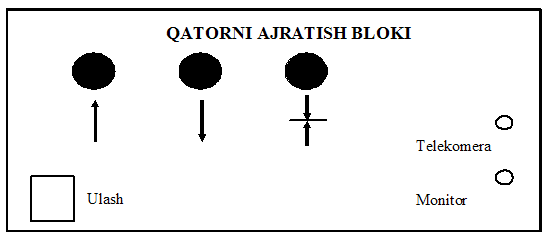 QATORNI AJRATISH BLOKI
Telekomera
Ulash
Monitor